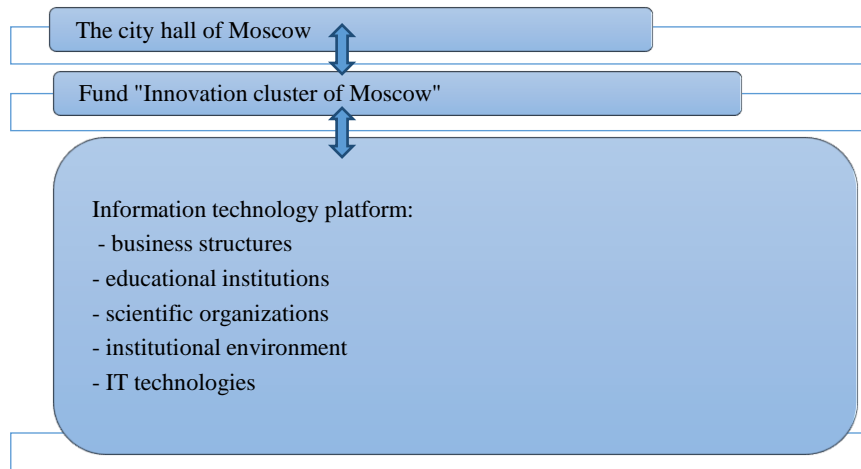 The city hall of Moscow
Fund "Innovation cluster of Moscow"
Information technology platform:
- business structures
- educational institutions
- scientific organizations
- institutional environment
- IT technologies